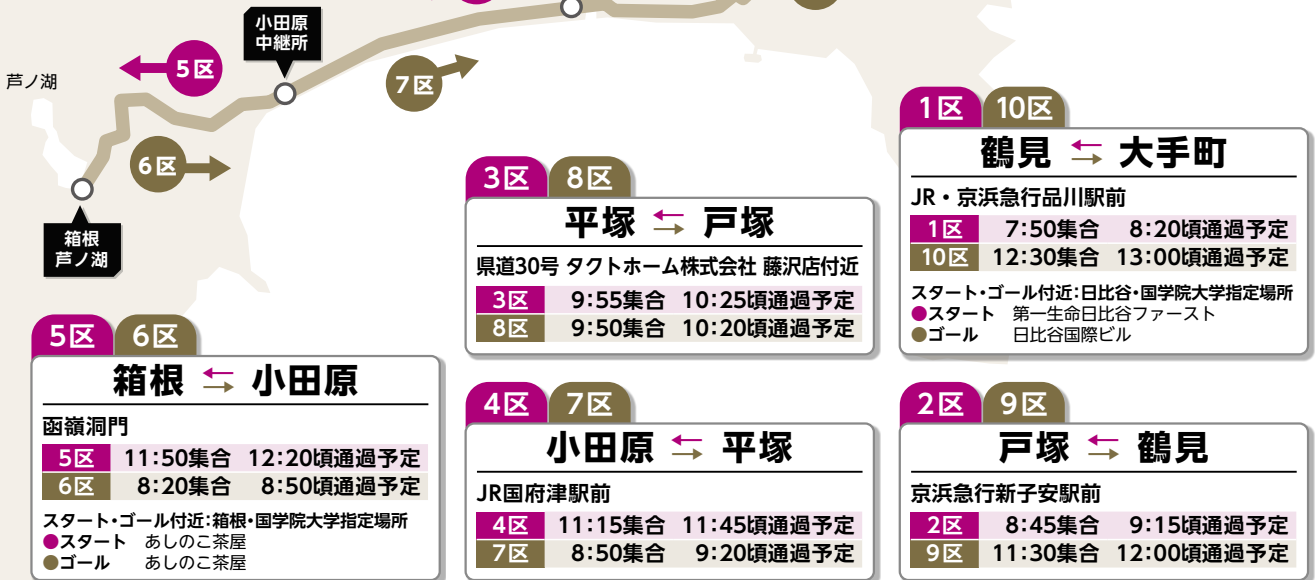 小田原
中継所
芦ノ湖
5区
7区
6区
箱根
芦ノ湖
1区 10区
鶴見 大手町
JR・京浜急行品川駅前
1区 7:50集合 8:20頃通過予定
10区 12:30集合 13:00頃通過予定
スタート・ゴール付近:日比谷・国学院大学指定場所
●スタート 第一生命日比谷ファースト
●ゴール 日比谷国際ビル
3区 8区
平塚 戸塚
県道30号 タクトホーム株式会社 藤沢店付近
3区 9:55集合 10:25頃通過予定
8区 9:50集合 10:20頃通過予定
5区 6区
箱根 小田原
函嶺洞門
5区 11:50集合 12:20頃通過予定
6区 8:20集合 8:50頃通過予定
スタート・ゴール付近:箱根・国学院大学指定場所
●スタート あしのこ茶屋
●ゴール あしのこ茶屋
4区 7区
小田原 平塚
JR国府津駅前
4区 11:15集合 11:45頃通過予定
7区 8:50集合 9:20頃通過予定
2区 9区
戸塚 鶴見
京浜急行新子安駅前
2区 8:45集合 9:15頃通過予定
9区 11:30集合 12:00頃通過予定